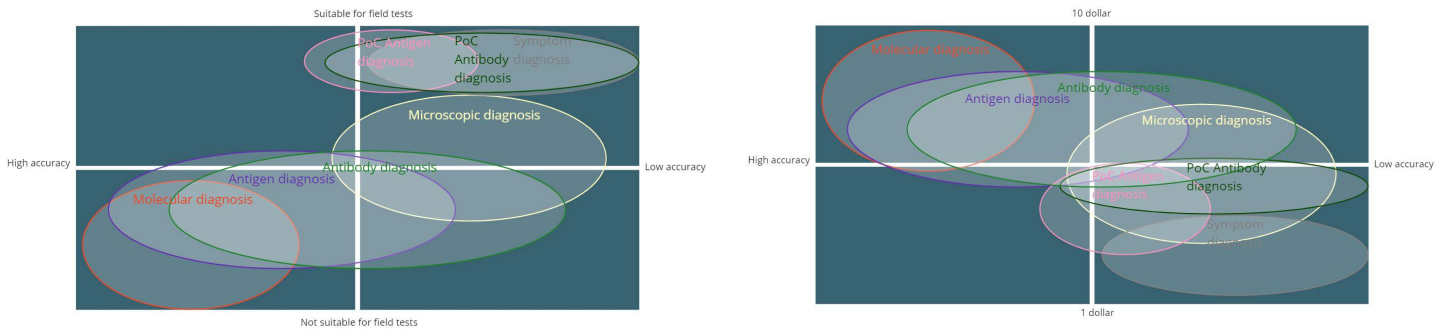 Suitable for field tests
PoC Antigen
diagnosis
PoC
Antibody
diagnosis
Symptom
diagnosis
Microscopic diagnosis
High accuracy
Low accuracy
Antibody diagnosis
Antigen diagnosis
Molecular diagnosis
Not suitable for field tests
10 dollar
Molecular diagnosis
Antibody diagnosis
Antigen diagnosis
Microscopic diagnosis
High accuracy
Low accuracy
PoC Antigen
diagnosis
PoC Antibody
diagnosis
Symptom
diagnosis
1 dollar